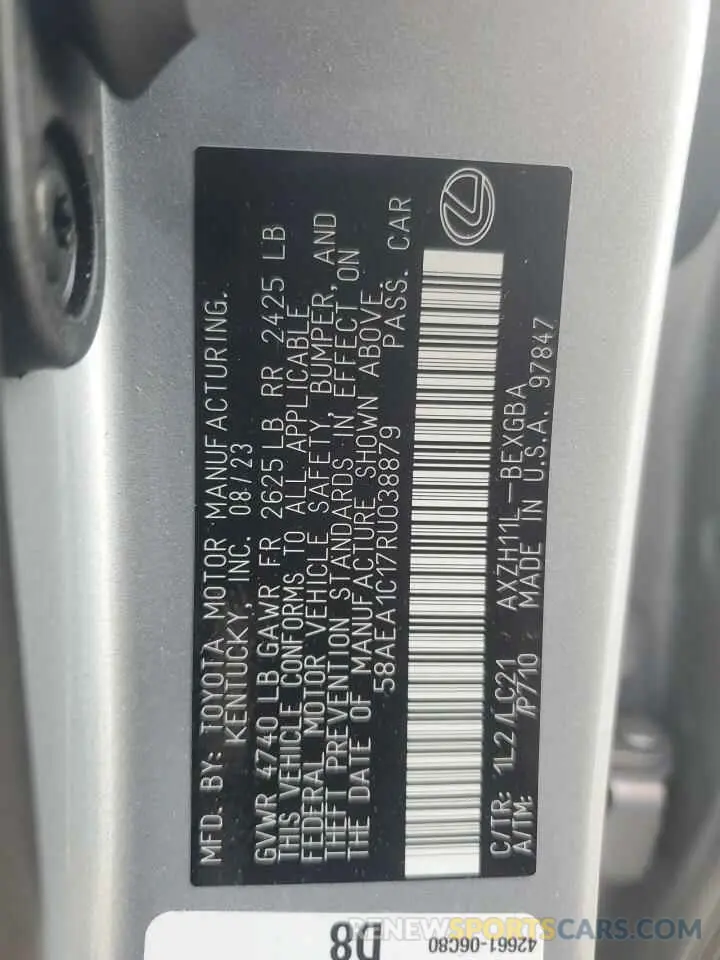 MFD. BY: TOYOTA MOTOR MANUFACTURING.
KENTUCKY, INC. 08/23
GVWR 4740 LB GAWR FR 2625 LB RR 2425 LB
THIS VEHICLE CONFORMS TO ALL APPLICABLE
FEDERAL MOTOR VEHICLE SAFETY, BUMPER, AND
THEFT PREVENTION STANDARDS IN EFFECT ON
THE DATE OF MANUFACTURE SHOWN ABOVE.
58AEA1C17RU038879 PASS. CAR
C/TR: 1L2 /LC21 AXZH11L-BEXGBA
A/TM: /P710 MADE IN U.S.A. 97847
D8
42661-06C80
RENEWSPORTSCARS.COM